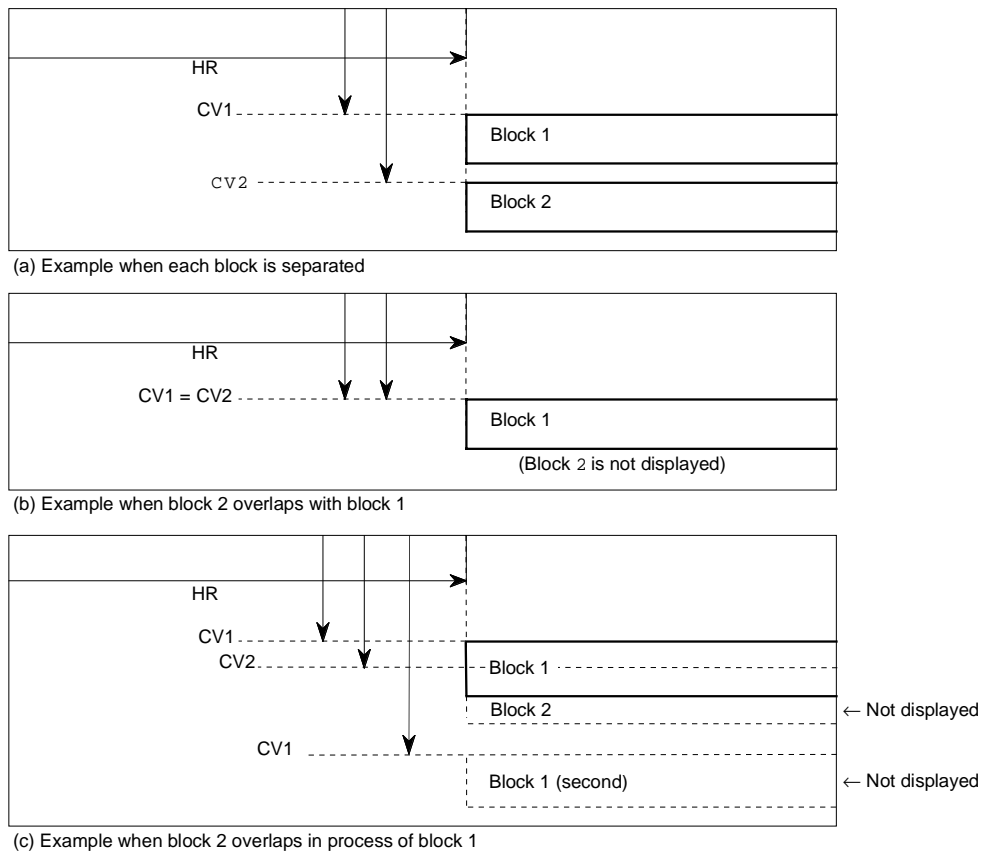 HR
CV1
Block 1
CV2
Block 2
(a) Example when each block is separated
HR
CV1 = CV2
Block 1
(Block 2 is not displayed)
(b) Example when block 2 overlaps with block 1
HR
CV1
CV2
Block 1
Block 2
← Not displayed
CV1
Block 1 (second)
← Not displayed
(c) Example when block 2 overlaps in process of block 1